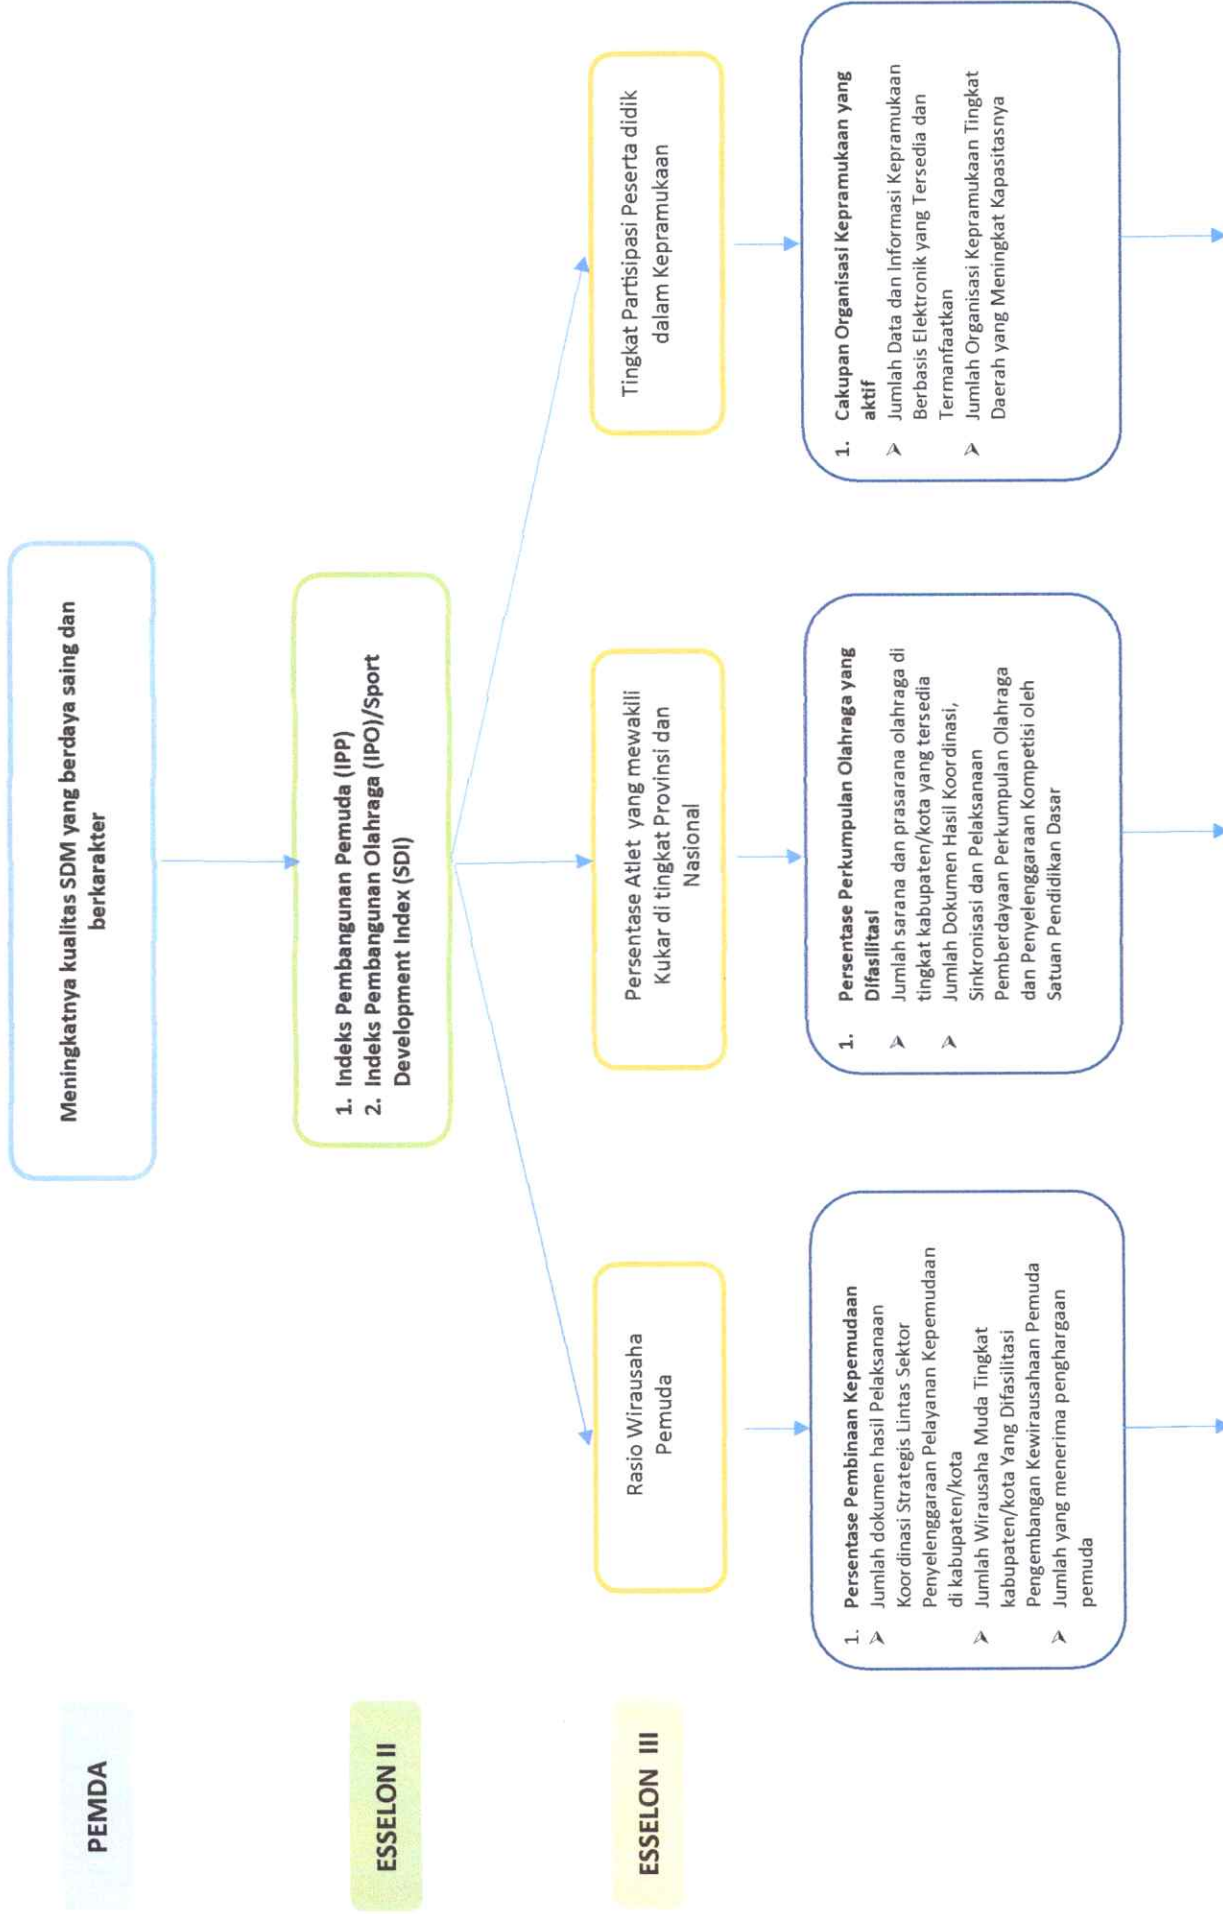 PEMDA
Meningkatnya kualitas SDM yang berdaya saing dan
berkarakter
ESSELON II
1. Indeks Pembangunan Pemuda (IPP)
2. Indeks Pembangunan Olahraga (IPO)/Sport
Development Index (SDI)
ESSELON III
Rasio Wirausaha
Pemuda
Persentase Atlet yang mewakili
Kukar di tingkat Provinsi dan
Nasional
Tingkat Partisipasi Peserta didik
dalam Kepramukaan
1. Persentase Pembinaan Kepemudaan
➢ Jumlah dokumen hasil Pelaksanaan
Koordinasi Strategis Lintas Sektor
Penyelenggaraan Pelayanan Kepemudaan
di kabupaten/kota
➢ Jumlah Wirausaha Muda Tingkat
kabupaten/kota Yang Difasilitasi
Pengembangan Kewirausahaan Pemuda
➢ Jumlah yang menerima penghargaan
pemuda
1. Persentase Perkumpulan Olahraga yang
Difasilitasi
➢ Jumlah sarana dan prasarana olahraga di
tingkat kabupaten/kota yang tersedia
➢ Jumlah Dokumen Hasil Koordinasi,
Sinkronisasi dan Pelaksanaan
Pemberdayaan Perkumpulan Olahraga
dan Penyelenggaraan Kompetisi oleh
Satuan Pendidikan Dasar
1. Cakupan Organisasi Kepramukaan yang
aktif
➢ Jumlah Data dan Informasi Kepramukaan
Berbasis Elektronik yang Tersedia dan
Termanfaatkan
➢ Jumlah Organisasi Kepramukaan Tingkat
Daerah yang Meningkat Kapasitasnya